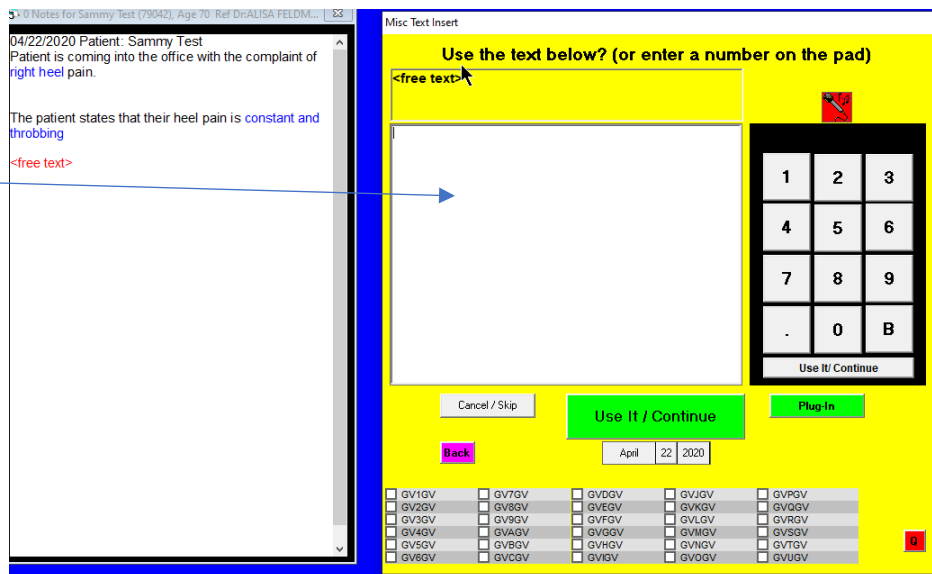 0 Notes for Sammy Test (79042), Age 70 Ref Dr:ALISA FELDM...
04/22/2020 Patient: Sammy Test
Patient is coming into the office with the complaint of
right heel pain.
The patient states that their heel pain is constant and
throbbing
<free text>
Misc Text Insert
Use the text below? (or enter a number on the pad)
<free text>
1 2 3
4 5 6
7 8 9
. 0 B
Use It/ Continue
Cancel / Skip
Use It / Continue
Plug-In
Back
April 22 2020
GV1GV GV7GV GVDGV GVJGV GVPGV
GV2GV GV8GV GVEGV GVKGV GVQGV
GV3GV GV9GV GVFGV GVLGV GVRGV
GV4GV GVAGV GVGGV GVMGV GVSGV
GV5GV GVBGV GVHGV GVNGV GVTGV
GV6GV GVCGV GVIGV GVOGV GVUGV
Q